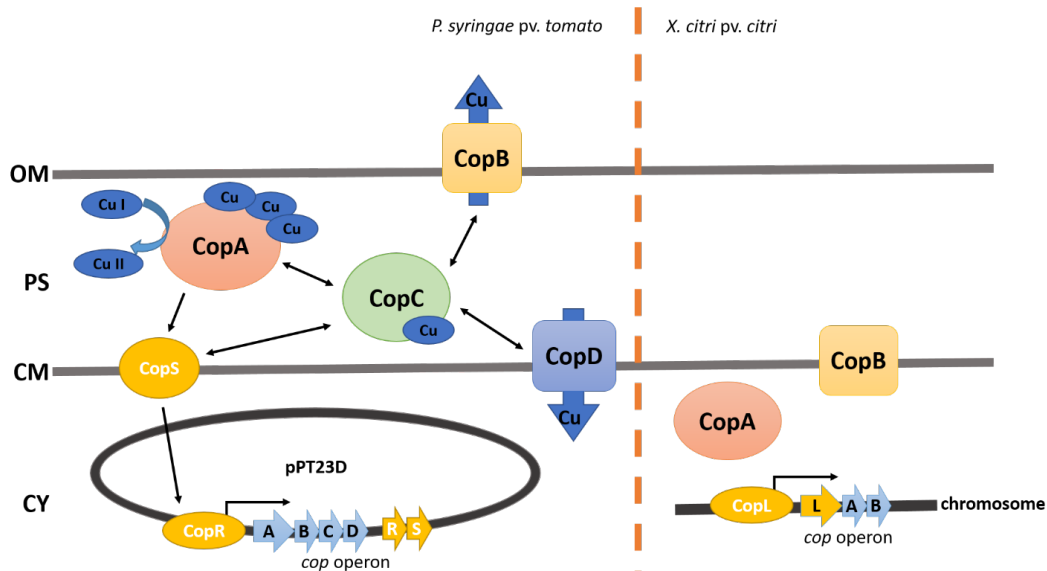 P. syringae pv. tomato
X. citri pv. citri
Cu
CopB
OM
Cu I
Cu
Cu
Cu
CopA
Cu II
PS
CopC
Cu
CopD
CopB
CM
CopS
Cu
CopA
pPT23D
CY
CopR
A
B
C
D
R
S
cop operon
CopL
L
A
B
chromosome
cop operon